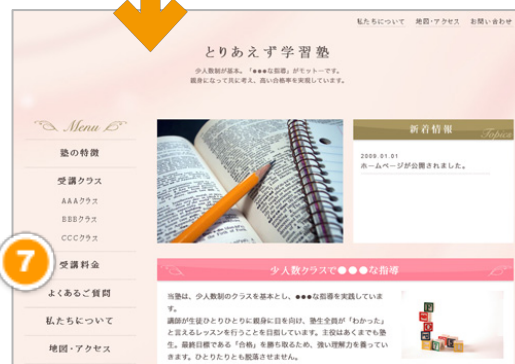 私たちについて 地図・アクセス お問い合わせ
とりあえず学習塾
少人数制が基本。「●●●な指導」がモットーです。
親身になって共に考え、高い合格率を実現しています。
Menu
塾の特徴
受講クラス
AAAクラス
BBBクラス
CCCクラス
7
受講料金
よくあるご質問
私たちについて
地図・アクセス
新着情報
Topics
2009.01.01
ホームページが公開されました。
少人数クラスで●●●な指導
当塾は、少人数制のクラスを基本とし、●●●な指導を実践していま
す。
講師が生徒ひとりひとりに親身に目を向け、塾生全員が「わかった」
と言えるレッスンを行うことを目指しています。主役はあくまでも塾
生。最終目標である「合格」を勝ち取るため、強い理解力を養ってい
きます。ひとりたりとも脱落させません。